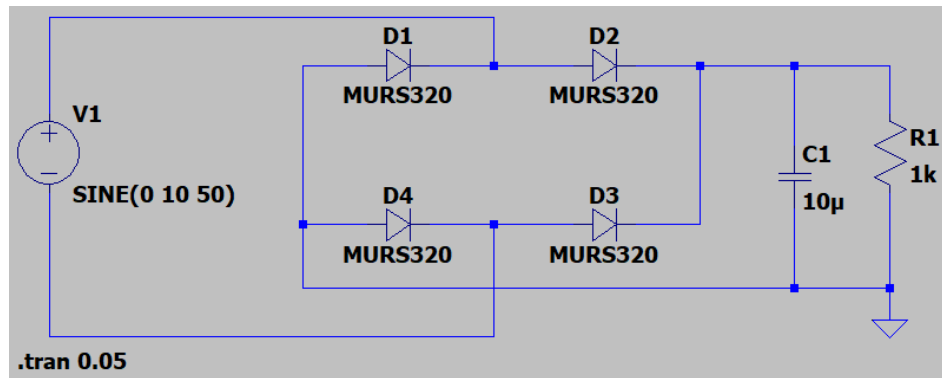 D1
D2
MURS320
MURS320
V1
+
−
SINE(0 10 50)
C1
10µ
R1
1k
D4
D3
MURS320
MURS320
.tran 0.05